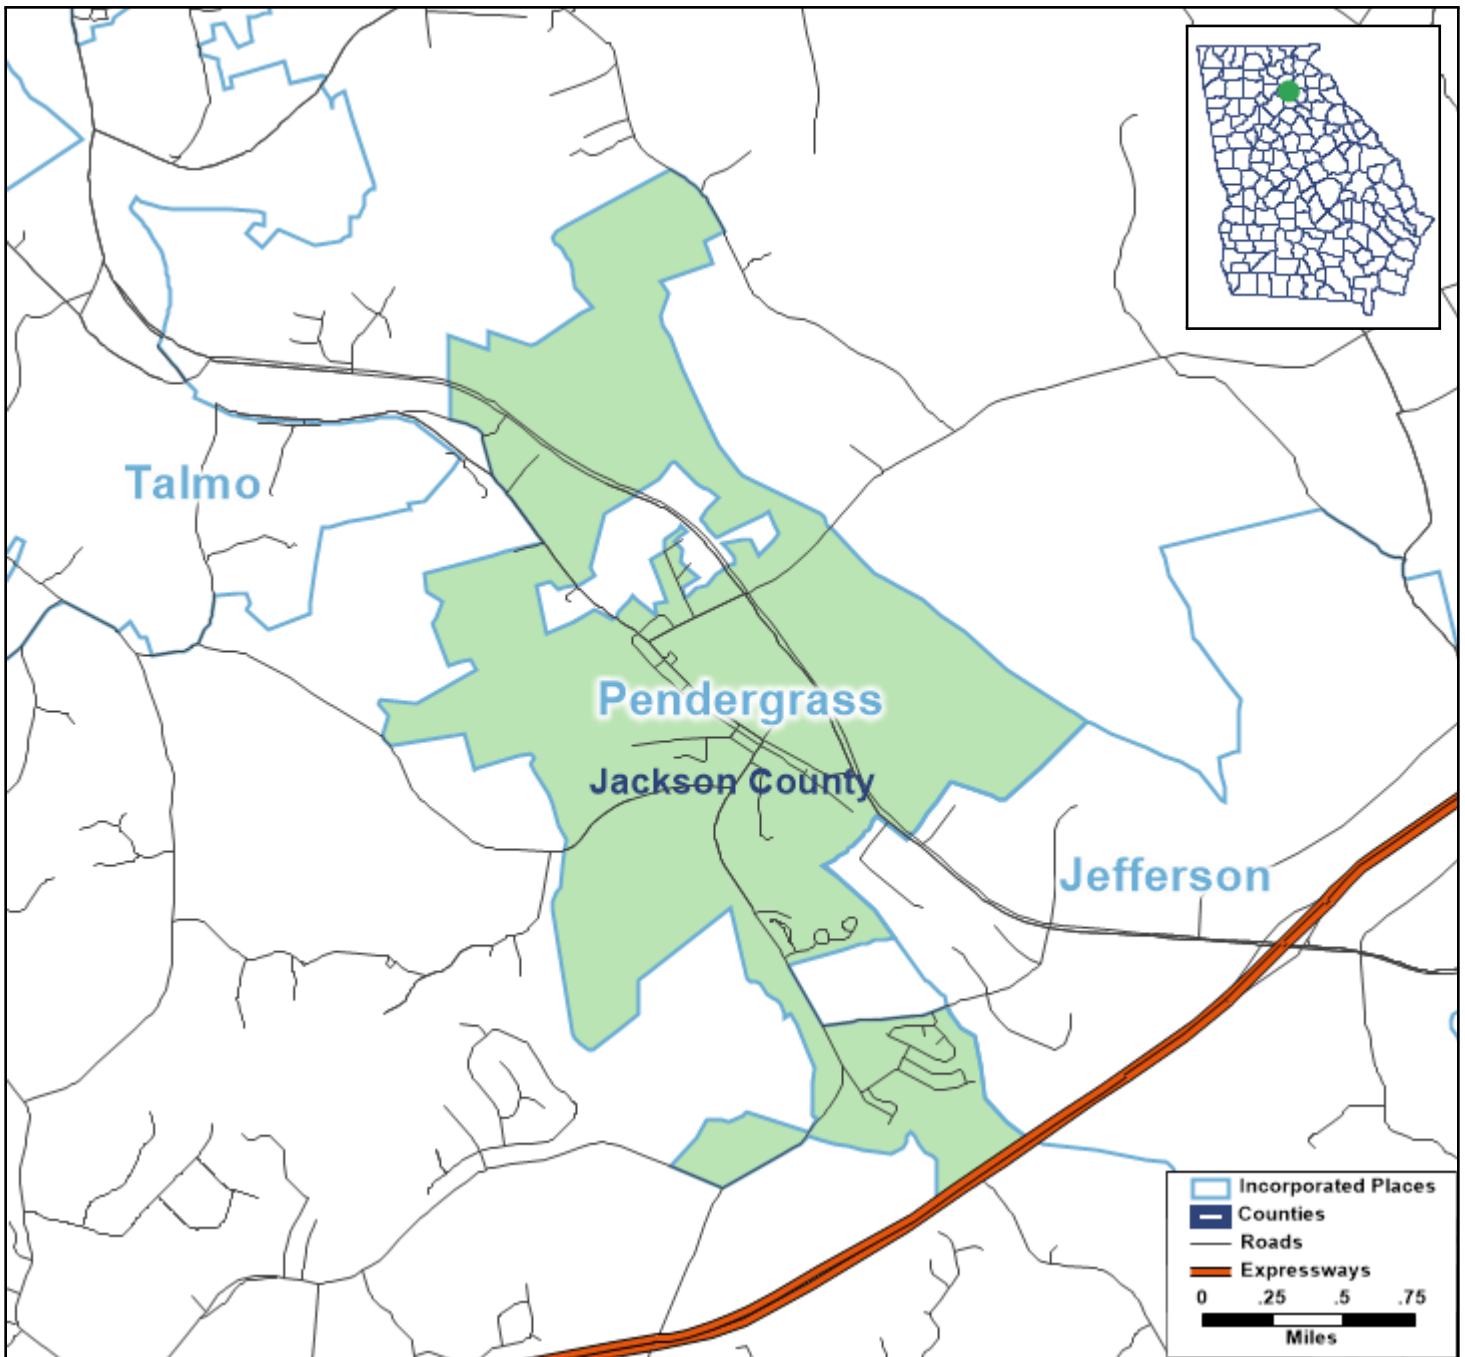 Talmo
Pendergrass
Jackson County
Jefferson
Incorporated Places
Counties
Roads
Expressways
0 .25 .5 .75
Miles